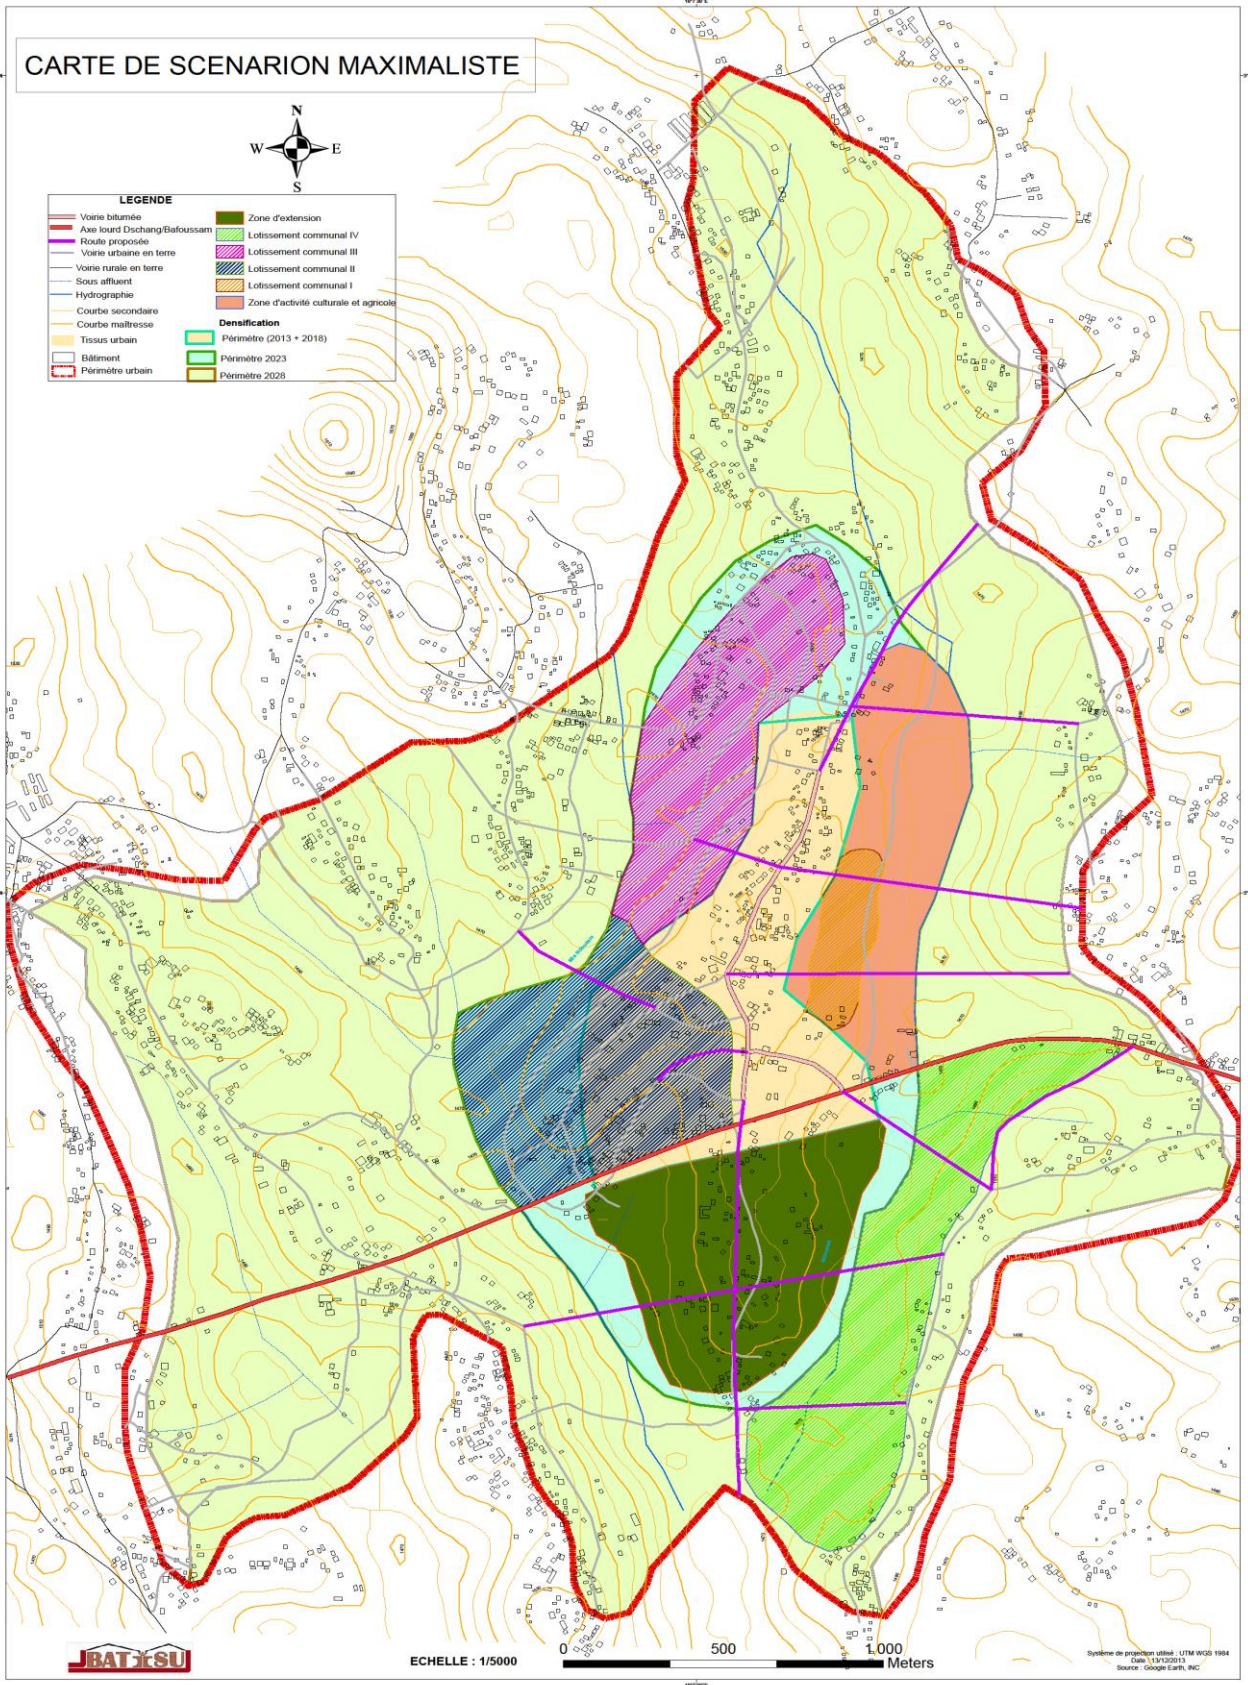 CARTE DE SCENARION MAXIMALISTE
N
W E
S
LEGENDE
Voirie bitumée
Axe lourd Dschang/Bafoussam
Route proposée
Voirie urbaine en terre
Voirie rurale en terre
Sous affluent
Hydrographie
Courbe secondaire
Courbe maîtresse
Tissus urbain
Bâtiment
Périmètre urbain
Zone d'extension
Lotissement communal IV
Lotissement communal III
Lotissement communal II
Lotissement communal I
Zone d'activité culturale et agricole
Densification
Périmètre (2013 + 2018)
Périmètre 2023
Périmètre 2028
ECHELLE : 1/5000
0 500 1 000
Meters
Système de projection utilisé : UTM WGS 1984
Date : 13/12/2013
Source : Google Earth, INC